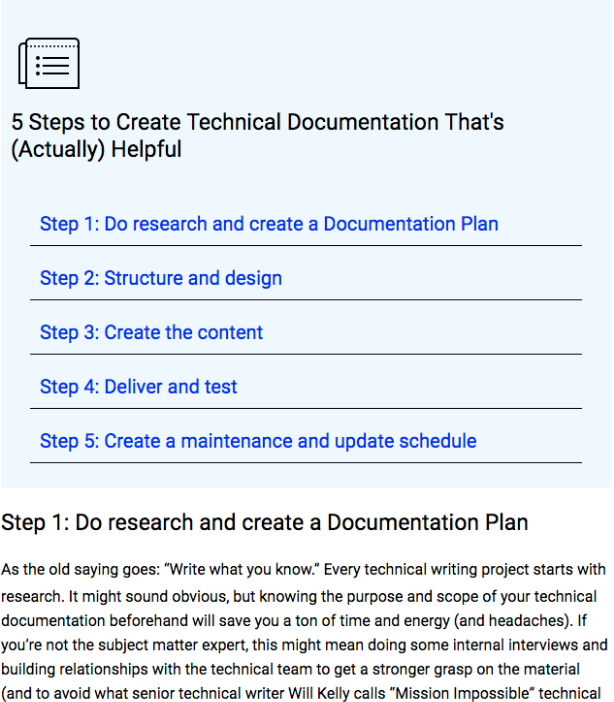 5 Steps to Create Technical Documentation That's
(Actually) Helpful
Step 1: Do research and create a Documentation Plan
Step 2: Structure and design
Step 3: Create the content
Step 4: Deliver and test
Step 5: Create a maintenance and update schedule
Step 1: Do research and create a Documentation Plan
As the old saying goes: “Write what you know.” Every technical writing project starts with
research. It might sound obvious, but knowing the purpose and scope of your technical
documentation beforehand will save you a ton of time and energy (and headaches). If
you’re not the subject matter expert, this might mean doing some internal interviews and
building relationships with the technical team to get a stronger grasp on the material
(and to avoid what senior technical writer Will Kelly calls “Mission Impossible” technical